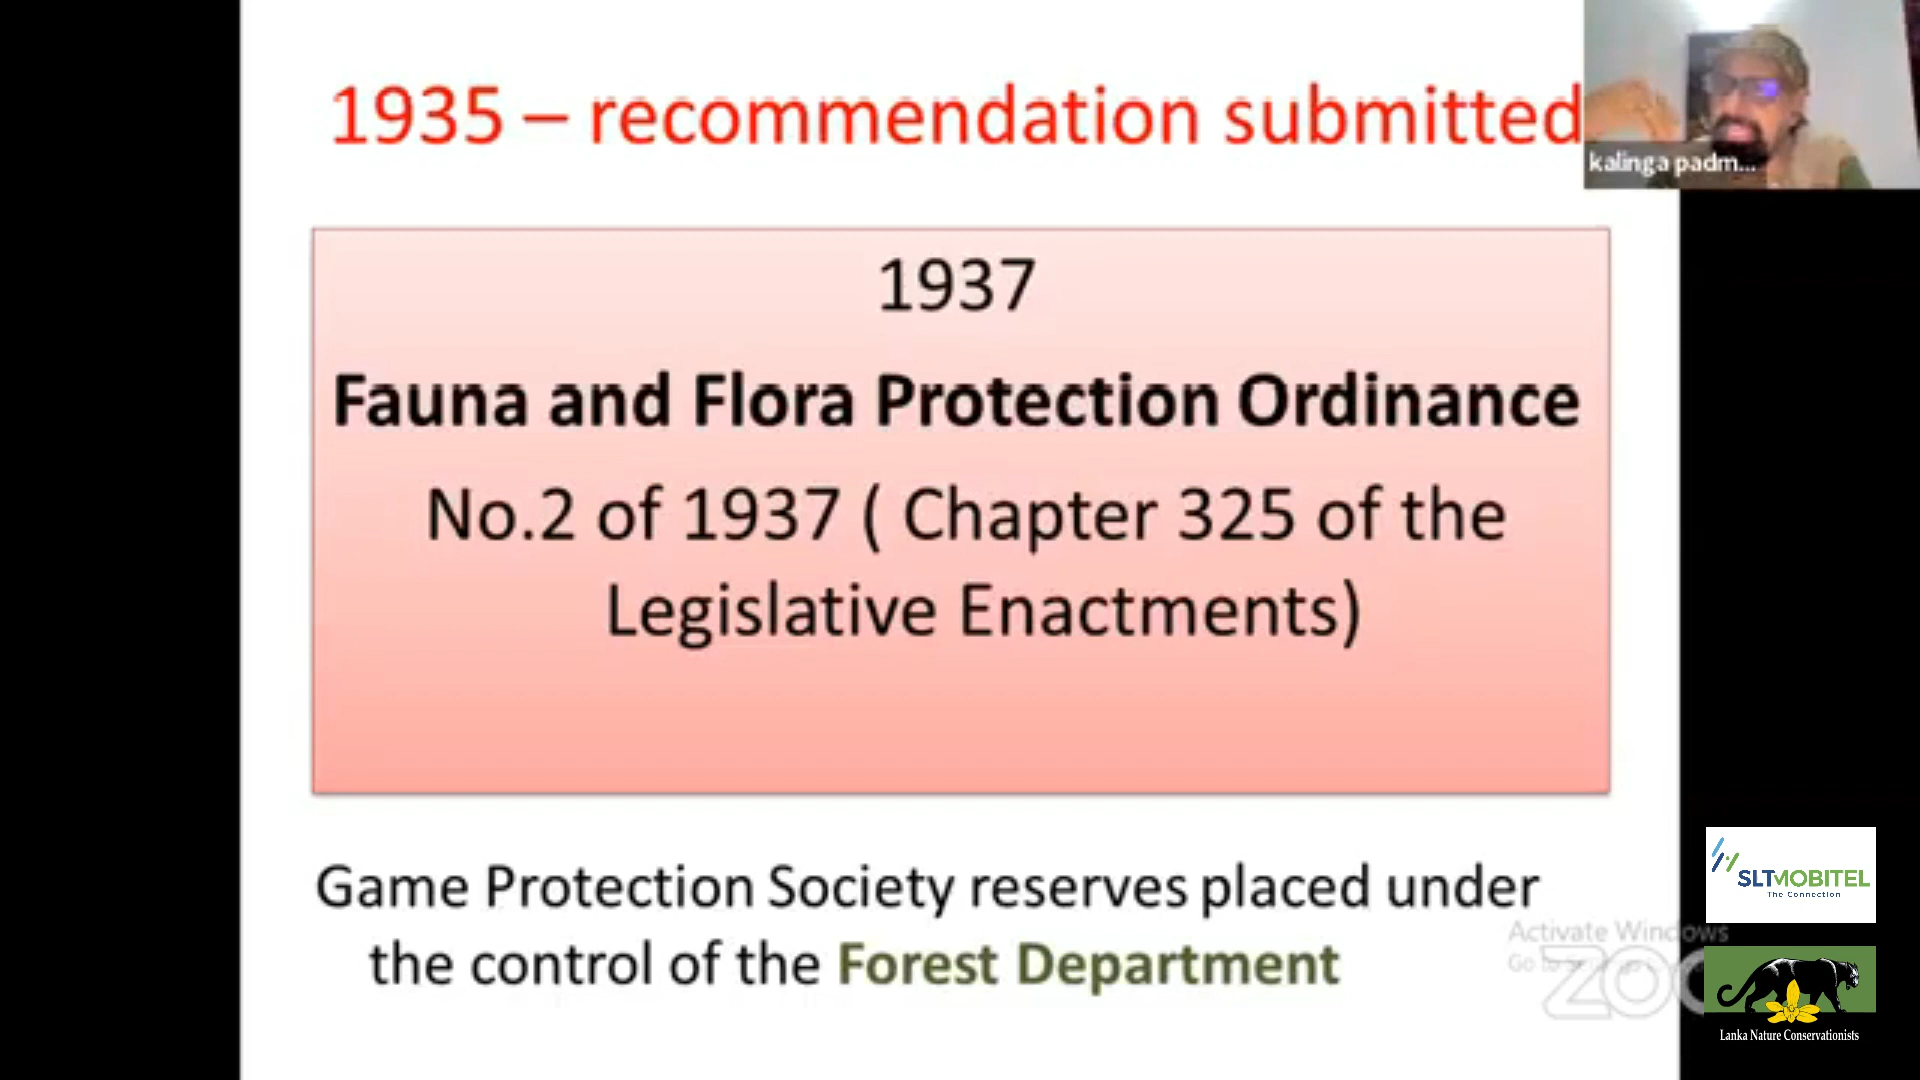 1935 – recommendation submitted
kalinga padm...
1937
Fauna and Flora Protection Ordinance
No.2 of 1937 ( Chapter 325 of the
Legislative Enactments)
Game Protection Society reserves placed under
the control of the Forest Department
Activate Windows
Go to
SLTMOBITEL
The Connection
Lanka Nature Conservationists